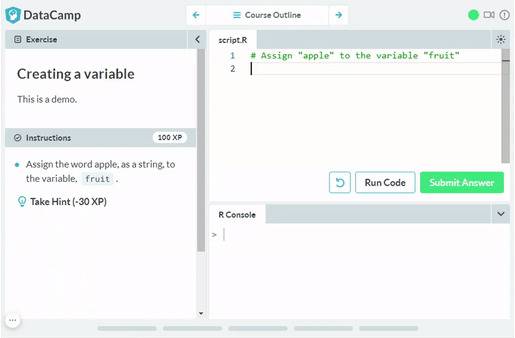 DataCamp
Course Outline
Exercise
Creating a variable
This is a demo.
Instructions
100 XP
Assign the word apple, as a string, to
the variable, fruit .
Take Hint (-30 XP)
script.R
1 # Assign "apple" to the variable "fruit"
2
Run Code
Submit Answer
R Console
>